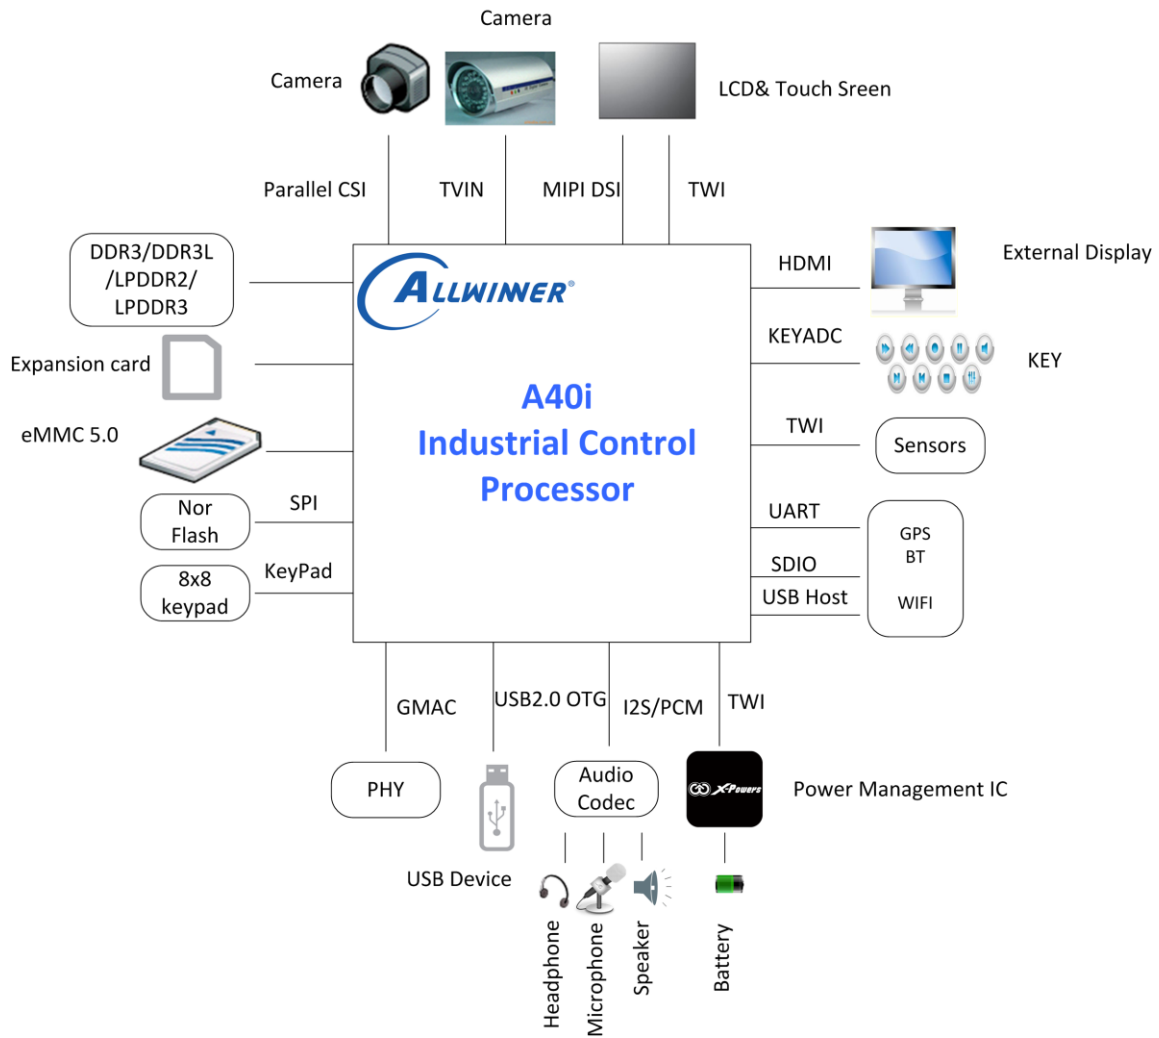 Camera
Camera
LCD& Touch Sreen
Parallel CSI
TVIN
MIPI DSI
TWI
DDR3/DDR3L
/LPDDR2/
LPDDR3
ALLWINNER®
HDMI
External Display
Expansion card
KEYADC
KEY
A40i
Industrial Control
Processor
eMMC 5.0
TWI
Sensors
Nor
Flash
SPI
UART
GPS
BT
SDIO
USB Host
WIFI
8x8
keypad
KeyPad
GMAC
USB2.0 OTG
I2S/PCM
TWI
PHY
Audio
Codec
X-Powers
Power Management IC
USB Device
Headphone
Microphone
Speaker
Battery